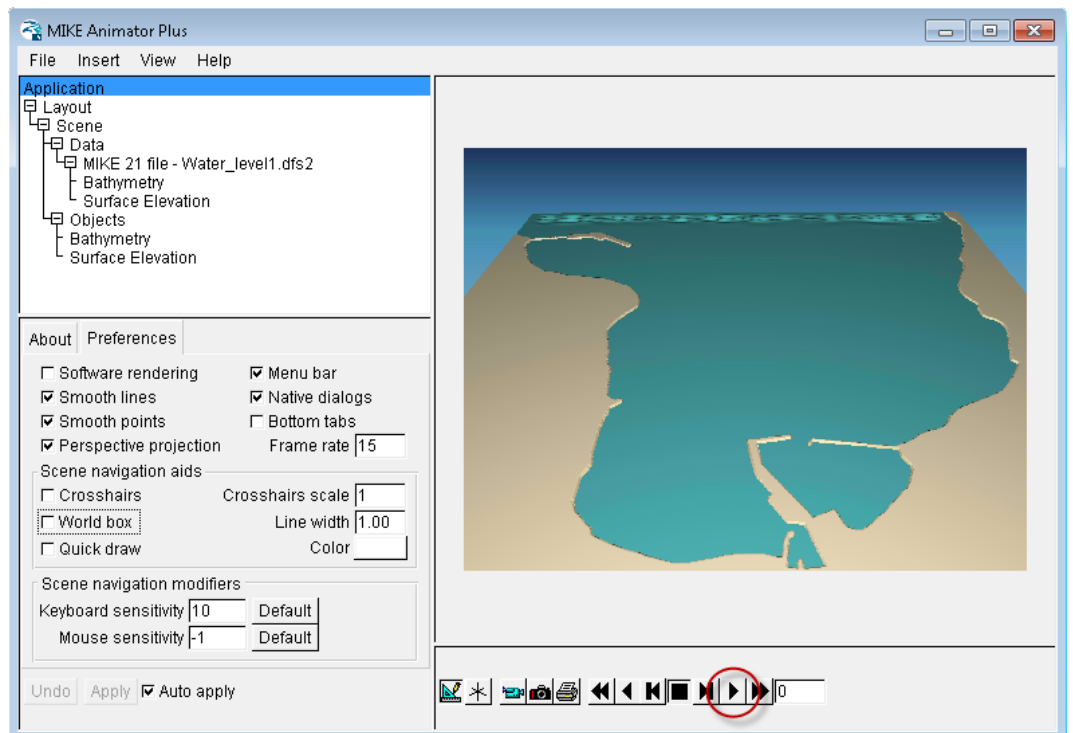 MIKE Animator Plus
File Insert View Help
Application
Layout
Scene
Data
MIKE 21 file - Water_level1.dfs2
Bathymetry
Surface Elevation
Objects
Bathymetry
Surface Elevation
About Preferences
Software rendering Menu bar
Smooth lines Native dialogs
Smooth points Bottom tabs
Perspective projection Frame rate 15
Scene navigation aids
Crosshairs Crosshairs scale 1
World box Line width 1.00
Quick draw Color
Scene navigation modifiers
Keyboard sensitivity 10 Default
Mouse sensitivity -1 Default
Undo Apply Auto apply
0